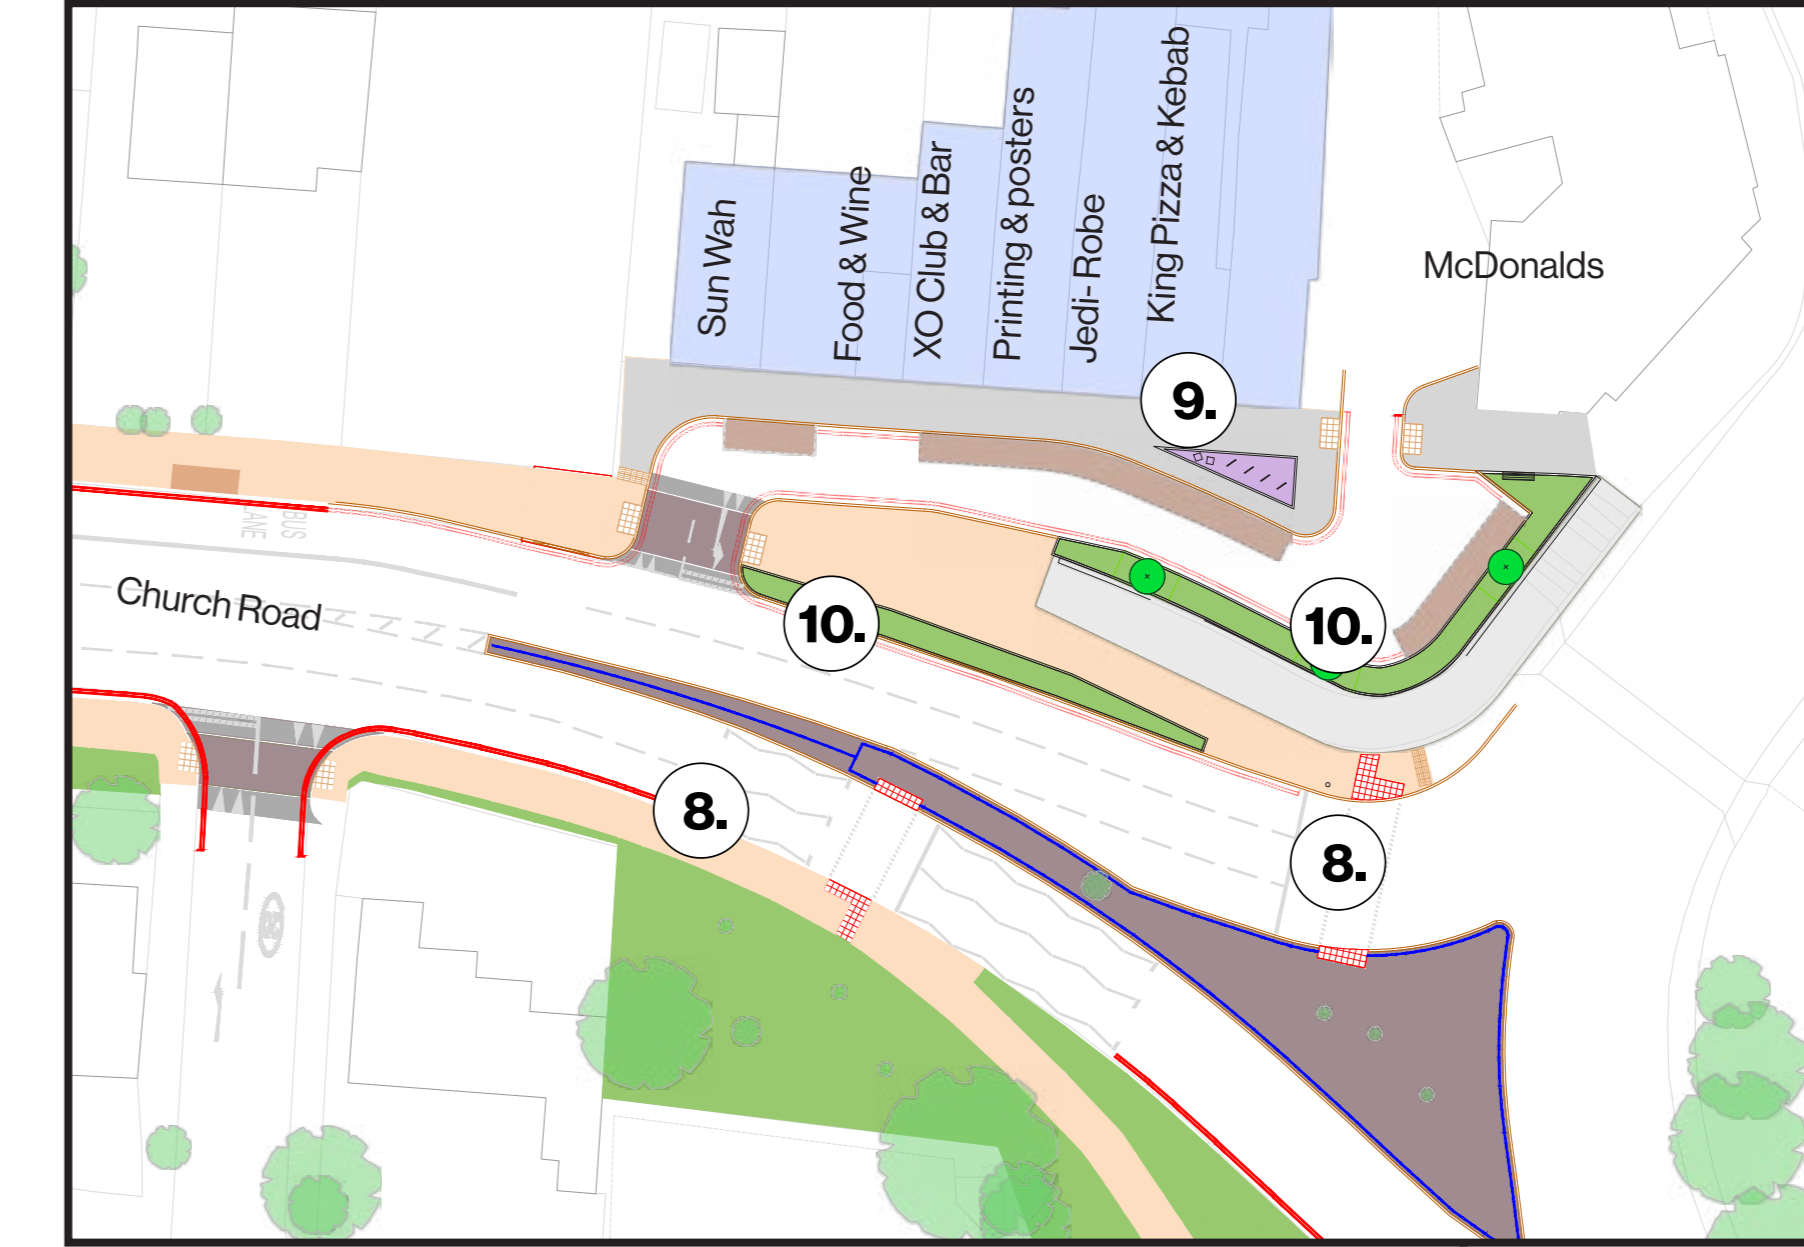 Sun Wah
Food & Wine
XO Club & Bar
Printing & posters
Jedi- Robe
King Pizza & Kebab
McDonalds
9.
BUS
LANE
Church Road
10.
10.
8.
8.